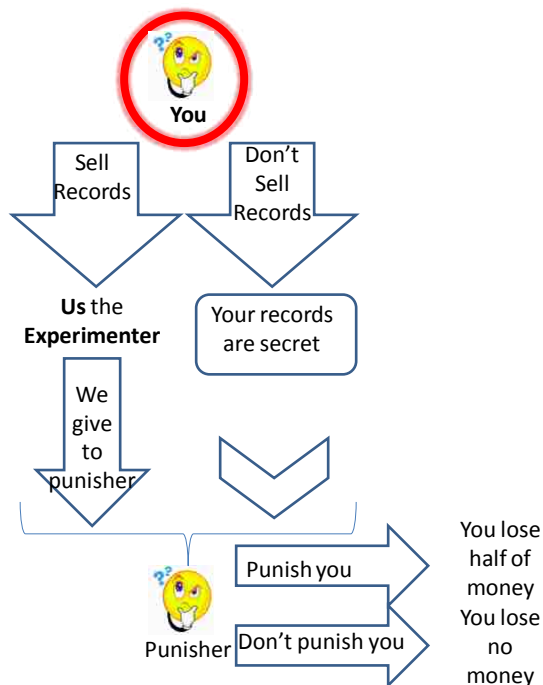 ??
You
Sell
Records
Don't
Sell
Records
Us the
Experimenter
Your records
are secret
We
give
to
punisher
??
Punisher
Punish you
Don't punish you
You lose
half of
money
You lose
no
money